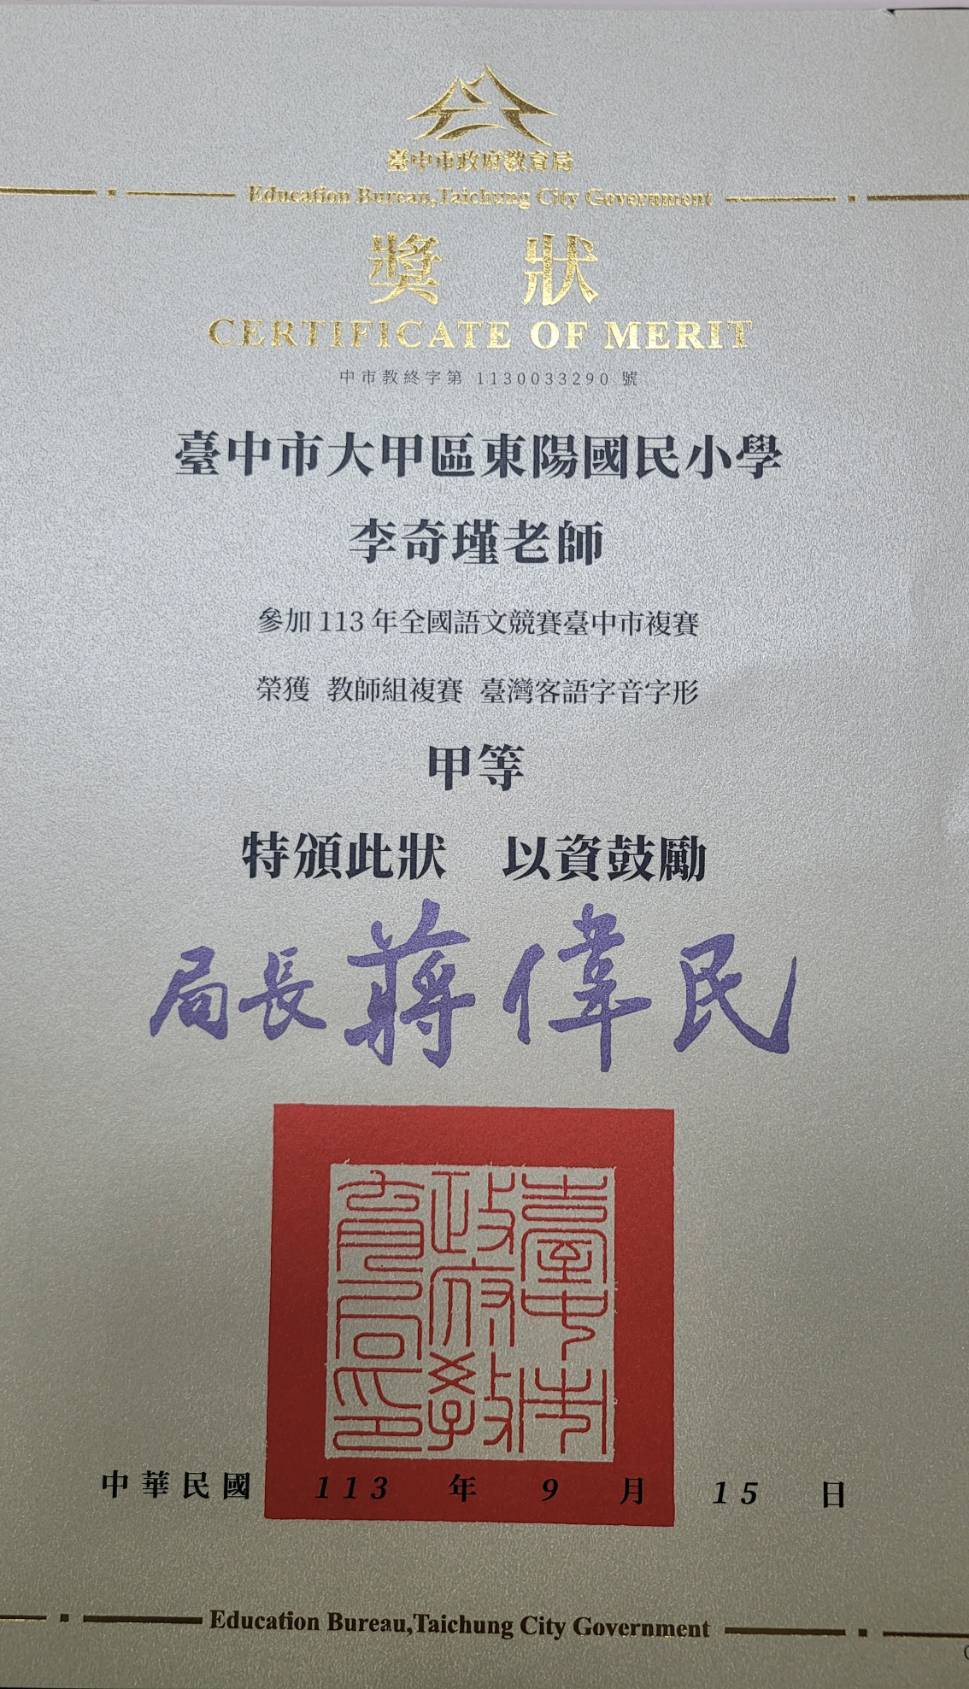 臺中市政府教育局
Education Bureau,Taichung City Government
獎 狀
CERTIFICATE OF MERIT
中市教終字第 1130033290 號
臺中市大甲區東陽國民小學
李奇瑾老師
參加 113 年全國語文競賽臺中市複賽
榮獲 教師組複賽 臺灣客語字音字形
甲等
特頒此狀 以資鼓勵
局長 蔣偉民
臺中市
政府教
育局印
中華民國 113 年 9 月 15 日
Education Bureau,Taichung City Government